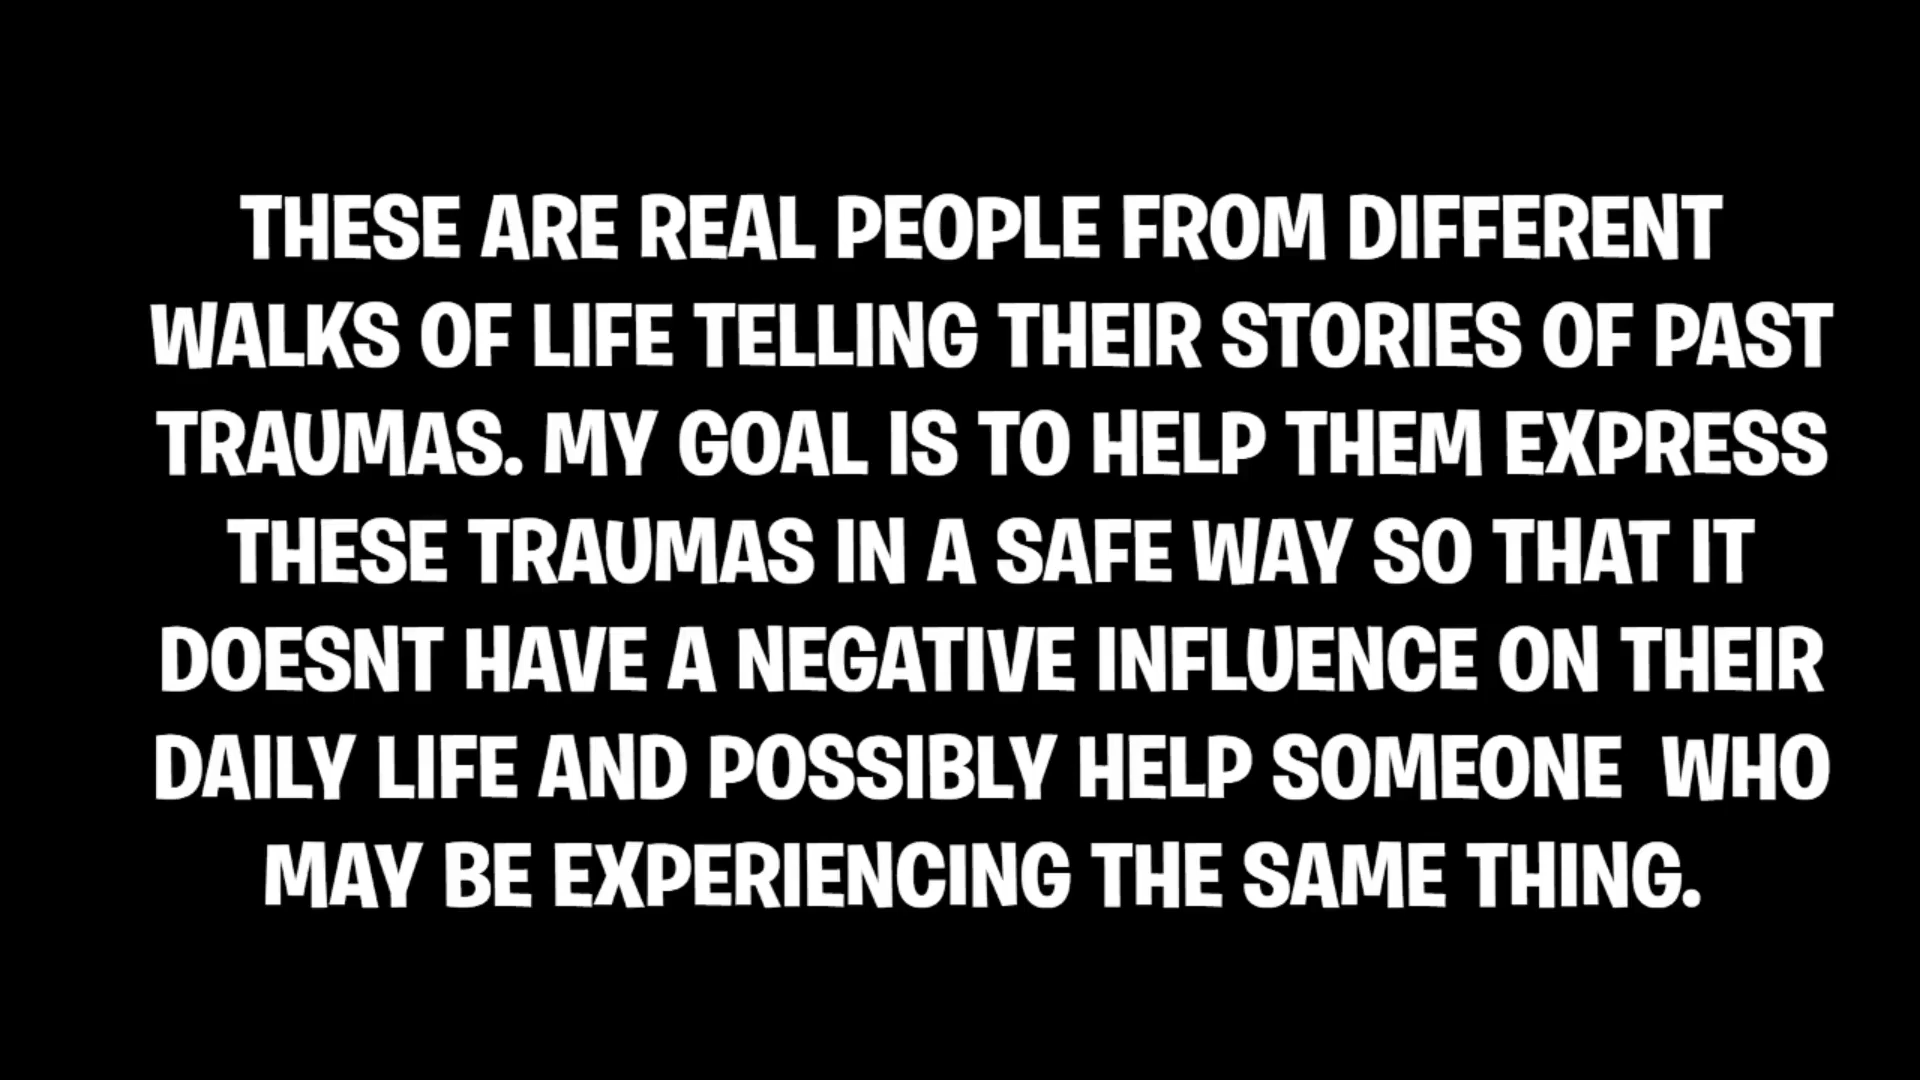 THESE ARE REAL PEOPLE FROM DIFFERENT
WALKS OF LIFE TELLING THEIR STORIES OF PAST
TRAUMAS. MY GOAL IS TO HELP THEM EXPRESS
THESE TRAUMAS IN A SAFE WAY SO THAT IT
DOESNT HAVE A NEGATIVE INFLUENCE ON THEIR
DAILY LIFE AND POSSIBLY HELP SOMEONE  WHO
MAY BE EXPERIENCING THE SAME THING.